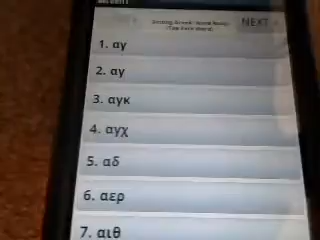 NEXT
1. αγ
2. αγ
3. αγκ
4. αγχ
5. αδ
6. αερ
7. αιθ